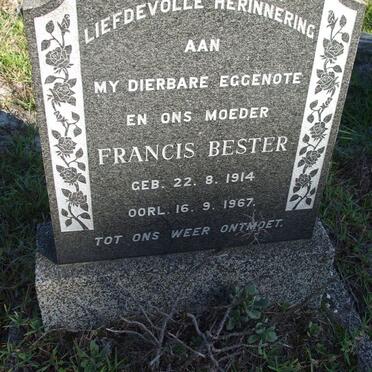 LIEFDEVOLLE HERINNERING
AAN
MY DIERBARE EGGENOTE
EN ONS MOEDER
FRANCIS BESTER
GEB. 22. 8. 1914
OORL. 16. 9. 1967.
TOT ONS WEER ONTMOET.